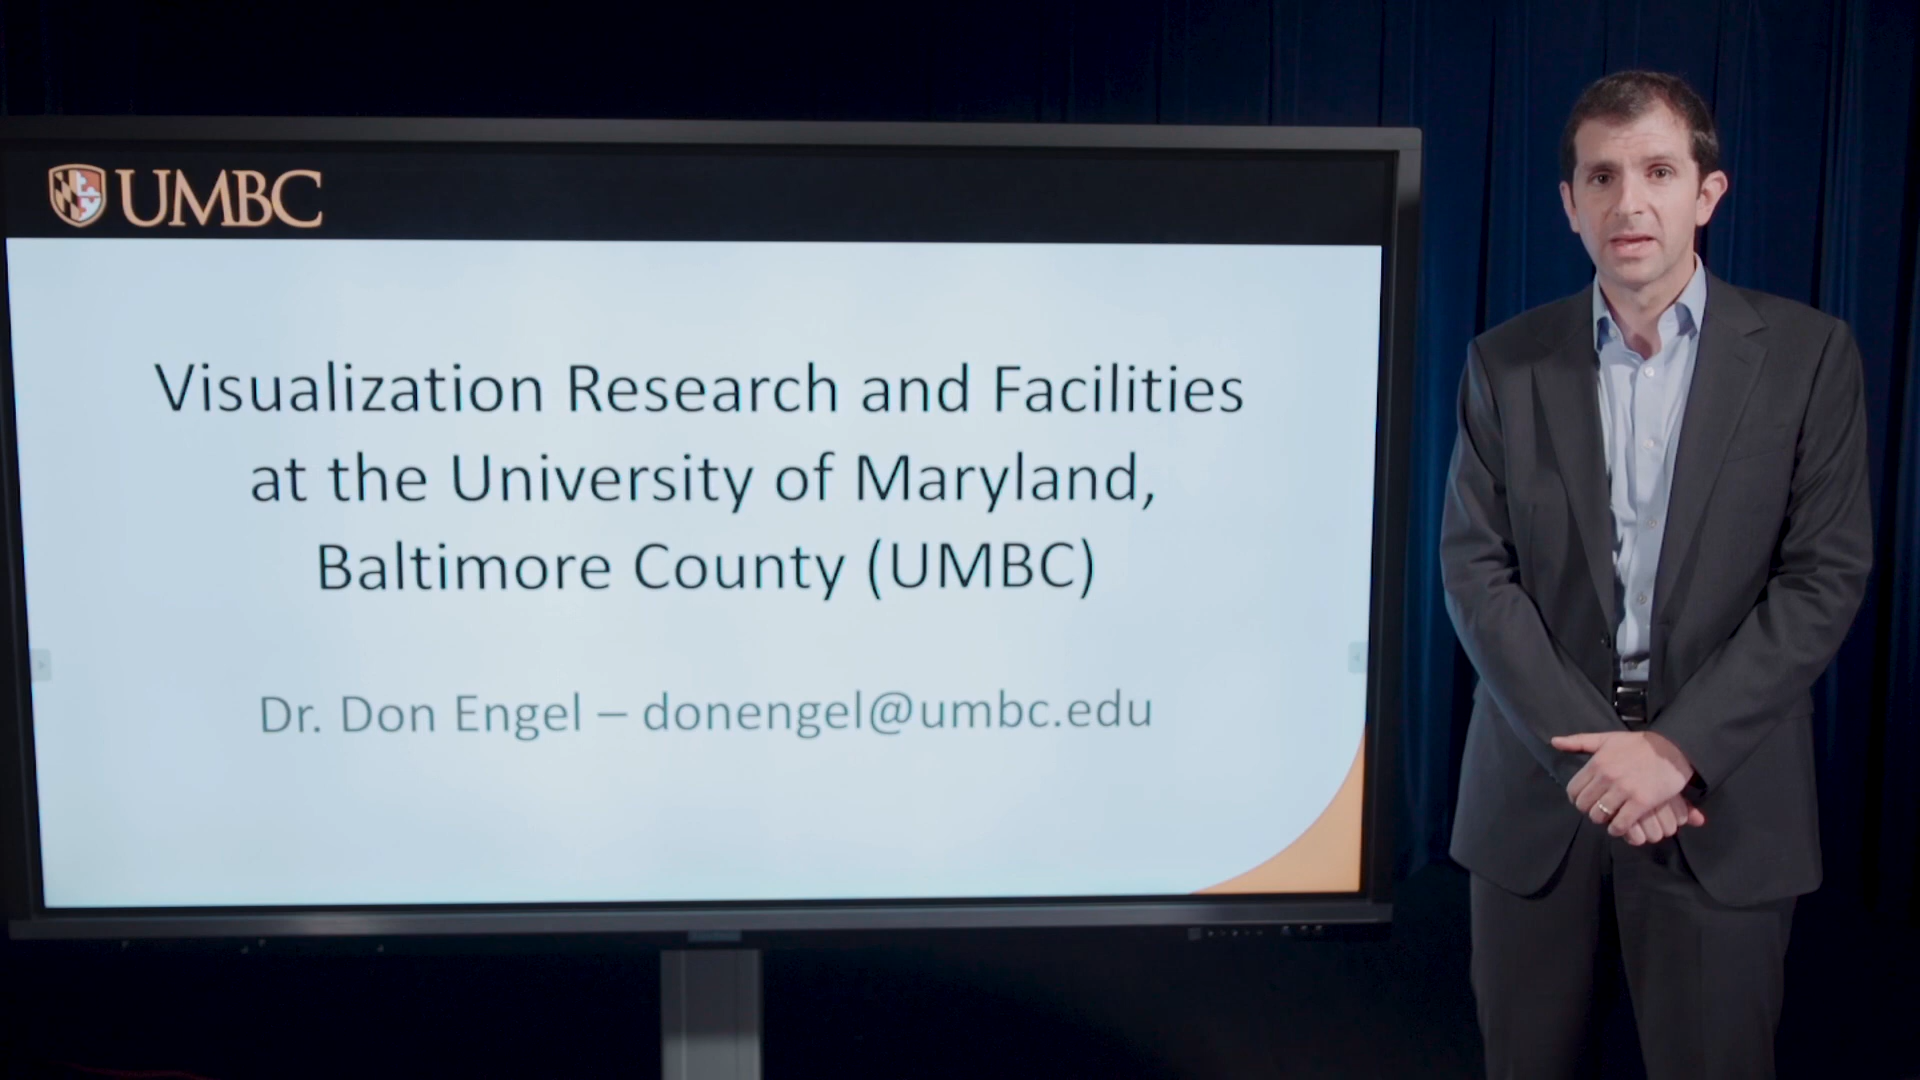 UMBC
Visualization Research and Facilities
at the University of Maryland,
Baltimore County (UMBC)
Dr. Don Engel – donengel@umbc.edu